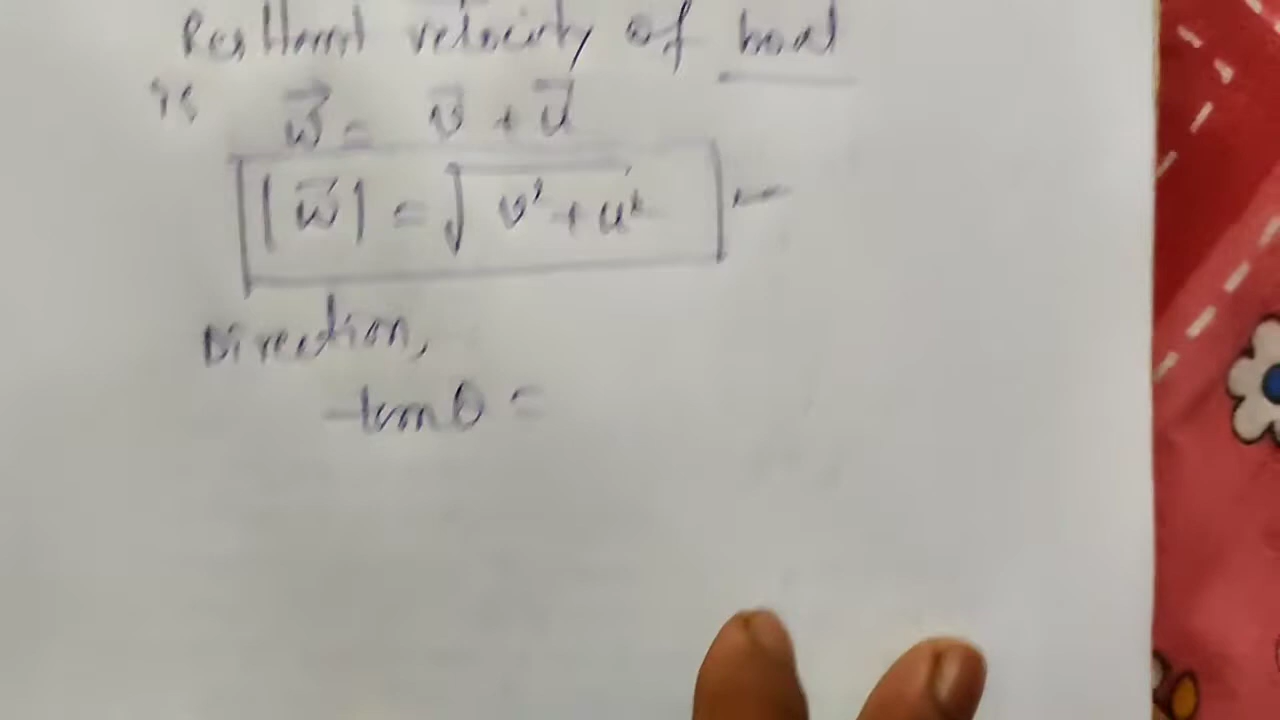 Resultant velocity of boat
is w⃗ = v⃗ + u⃗
|w⃗| = √v² + u²
Direction,
tanθ =